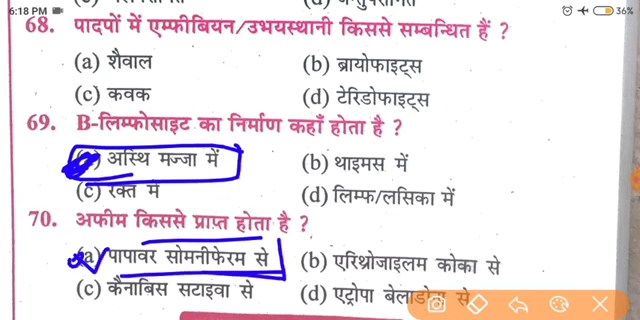 6:18 PM 36%
68. पादपों में एम्फीबियन/उभयस्थानी किससे सम्बन्धित हैं ?
(a) शैवाल (b) ब्रायोफाइट्स
(c) कवक (d) टेरिडोफाइट्स
69. B-लिम्फोसाइट का निर्माण कहाँ होता है ?
अस्थि मज्जा में (b) थाइमस में
(c) रक्त में (d) लिम्फ/लसिका में
70. अफीम किससे प्राप्त होता है ?
(a) पापावर सोमनीफेरम से (b) एरिथ्रोजाइलम कोका से
(c) कैनाबिस सटाइवा से (d) एट्रोपा बेलाडोना से